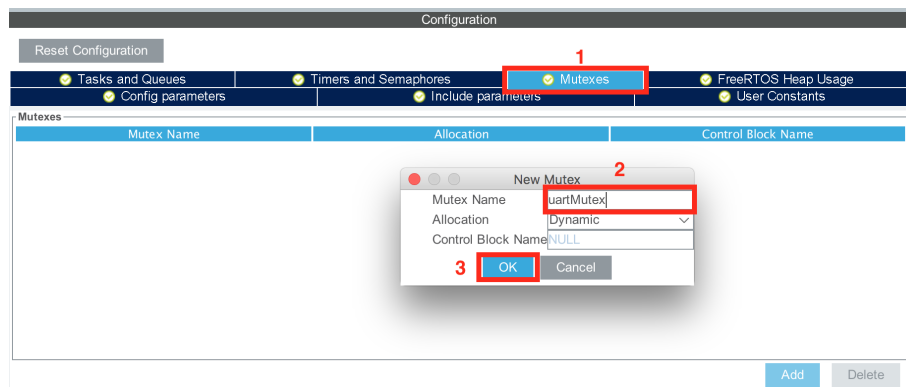 Configuration
Reset Configuration
1
Tasks and Queues Timers and Semaphores Mutexes FreeRTOS Heap Usage
Config parameters Include parameters User Constants
Mutexes
Mutex Name Allocation Control Block Name
New Mutex 2
Mutex Name uartMutex
Allocation Dynamic
Control Block Name NULL
3 OK Cancel
Add Delete